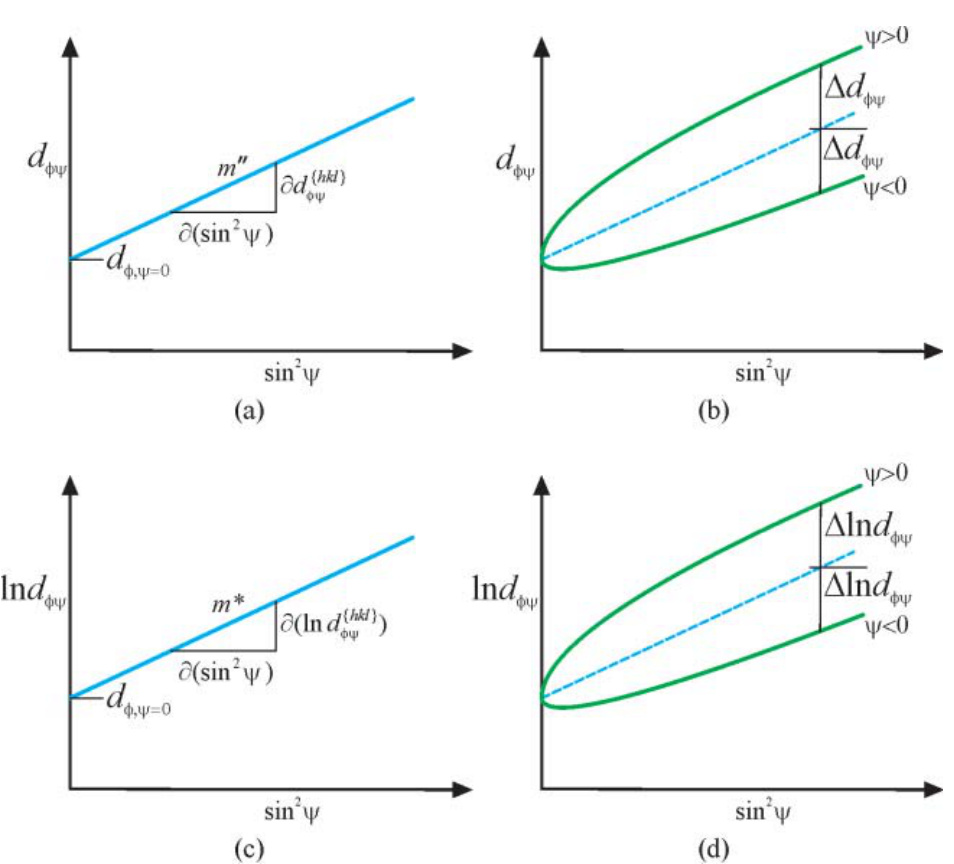 d_ϕψ
m″
∂d_ϕψ^{hkl}
∂(sin²ψ)
d_ϕ,ψ=0
sin²ψ
(a)
ψ>0
Δd_ϕψ
d_ϕψ
Δd_ϕψ
ψ<0
sin²ψ
(b)
lnd_ϕψ
m*
∂(ln d_ϕψ^{hkl})
∂(sin²ψ)
d_ϕ,ψ=0
sin²ψ
(c)
ψ>0
Δlnd_ϕψ
lnd_ϕψ
Δlnd_ϕψ
ψ<0
sin²ψ
(d)